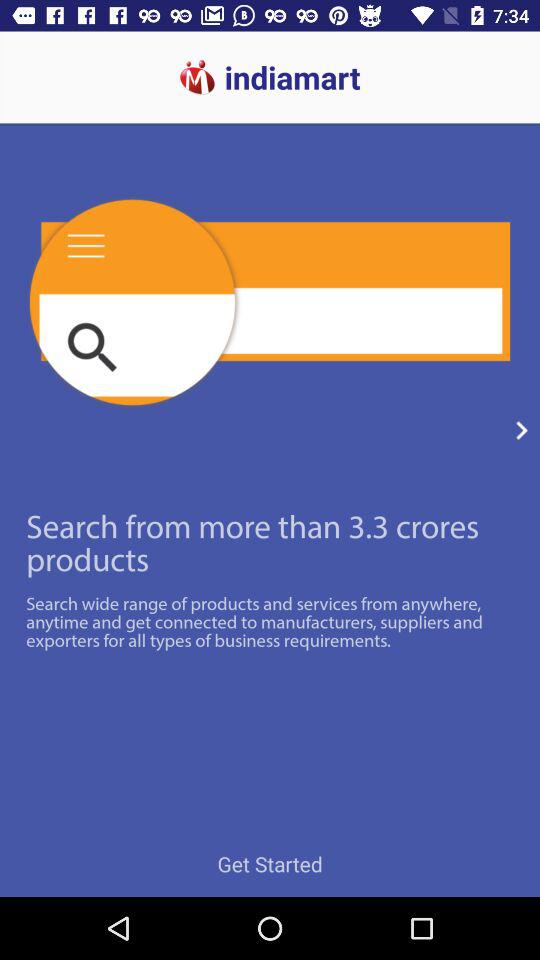 7:34
indiamart
Search from more than 3.3 crores
products
Search wide range of products and services from anywhere,
anytime and get connected to manufacturers, suppliers and
exporters for all types of business requirements.
Get Started